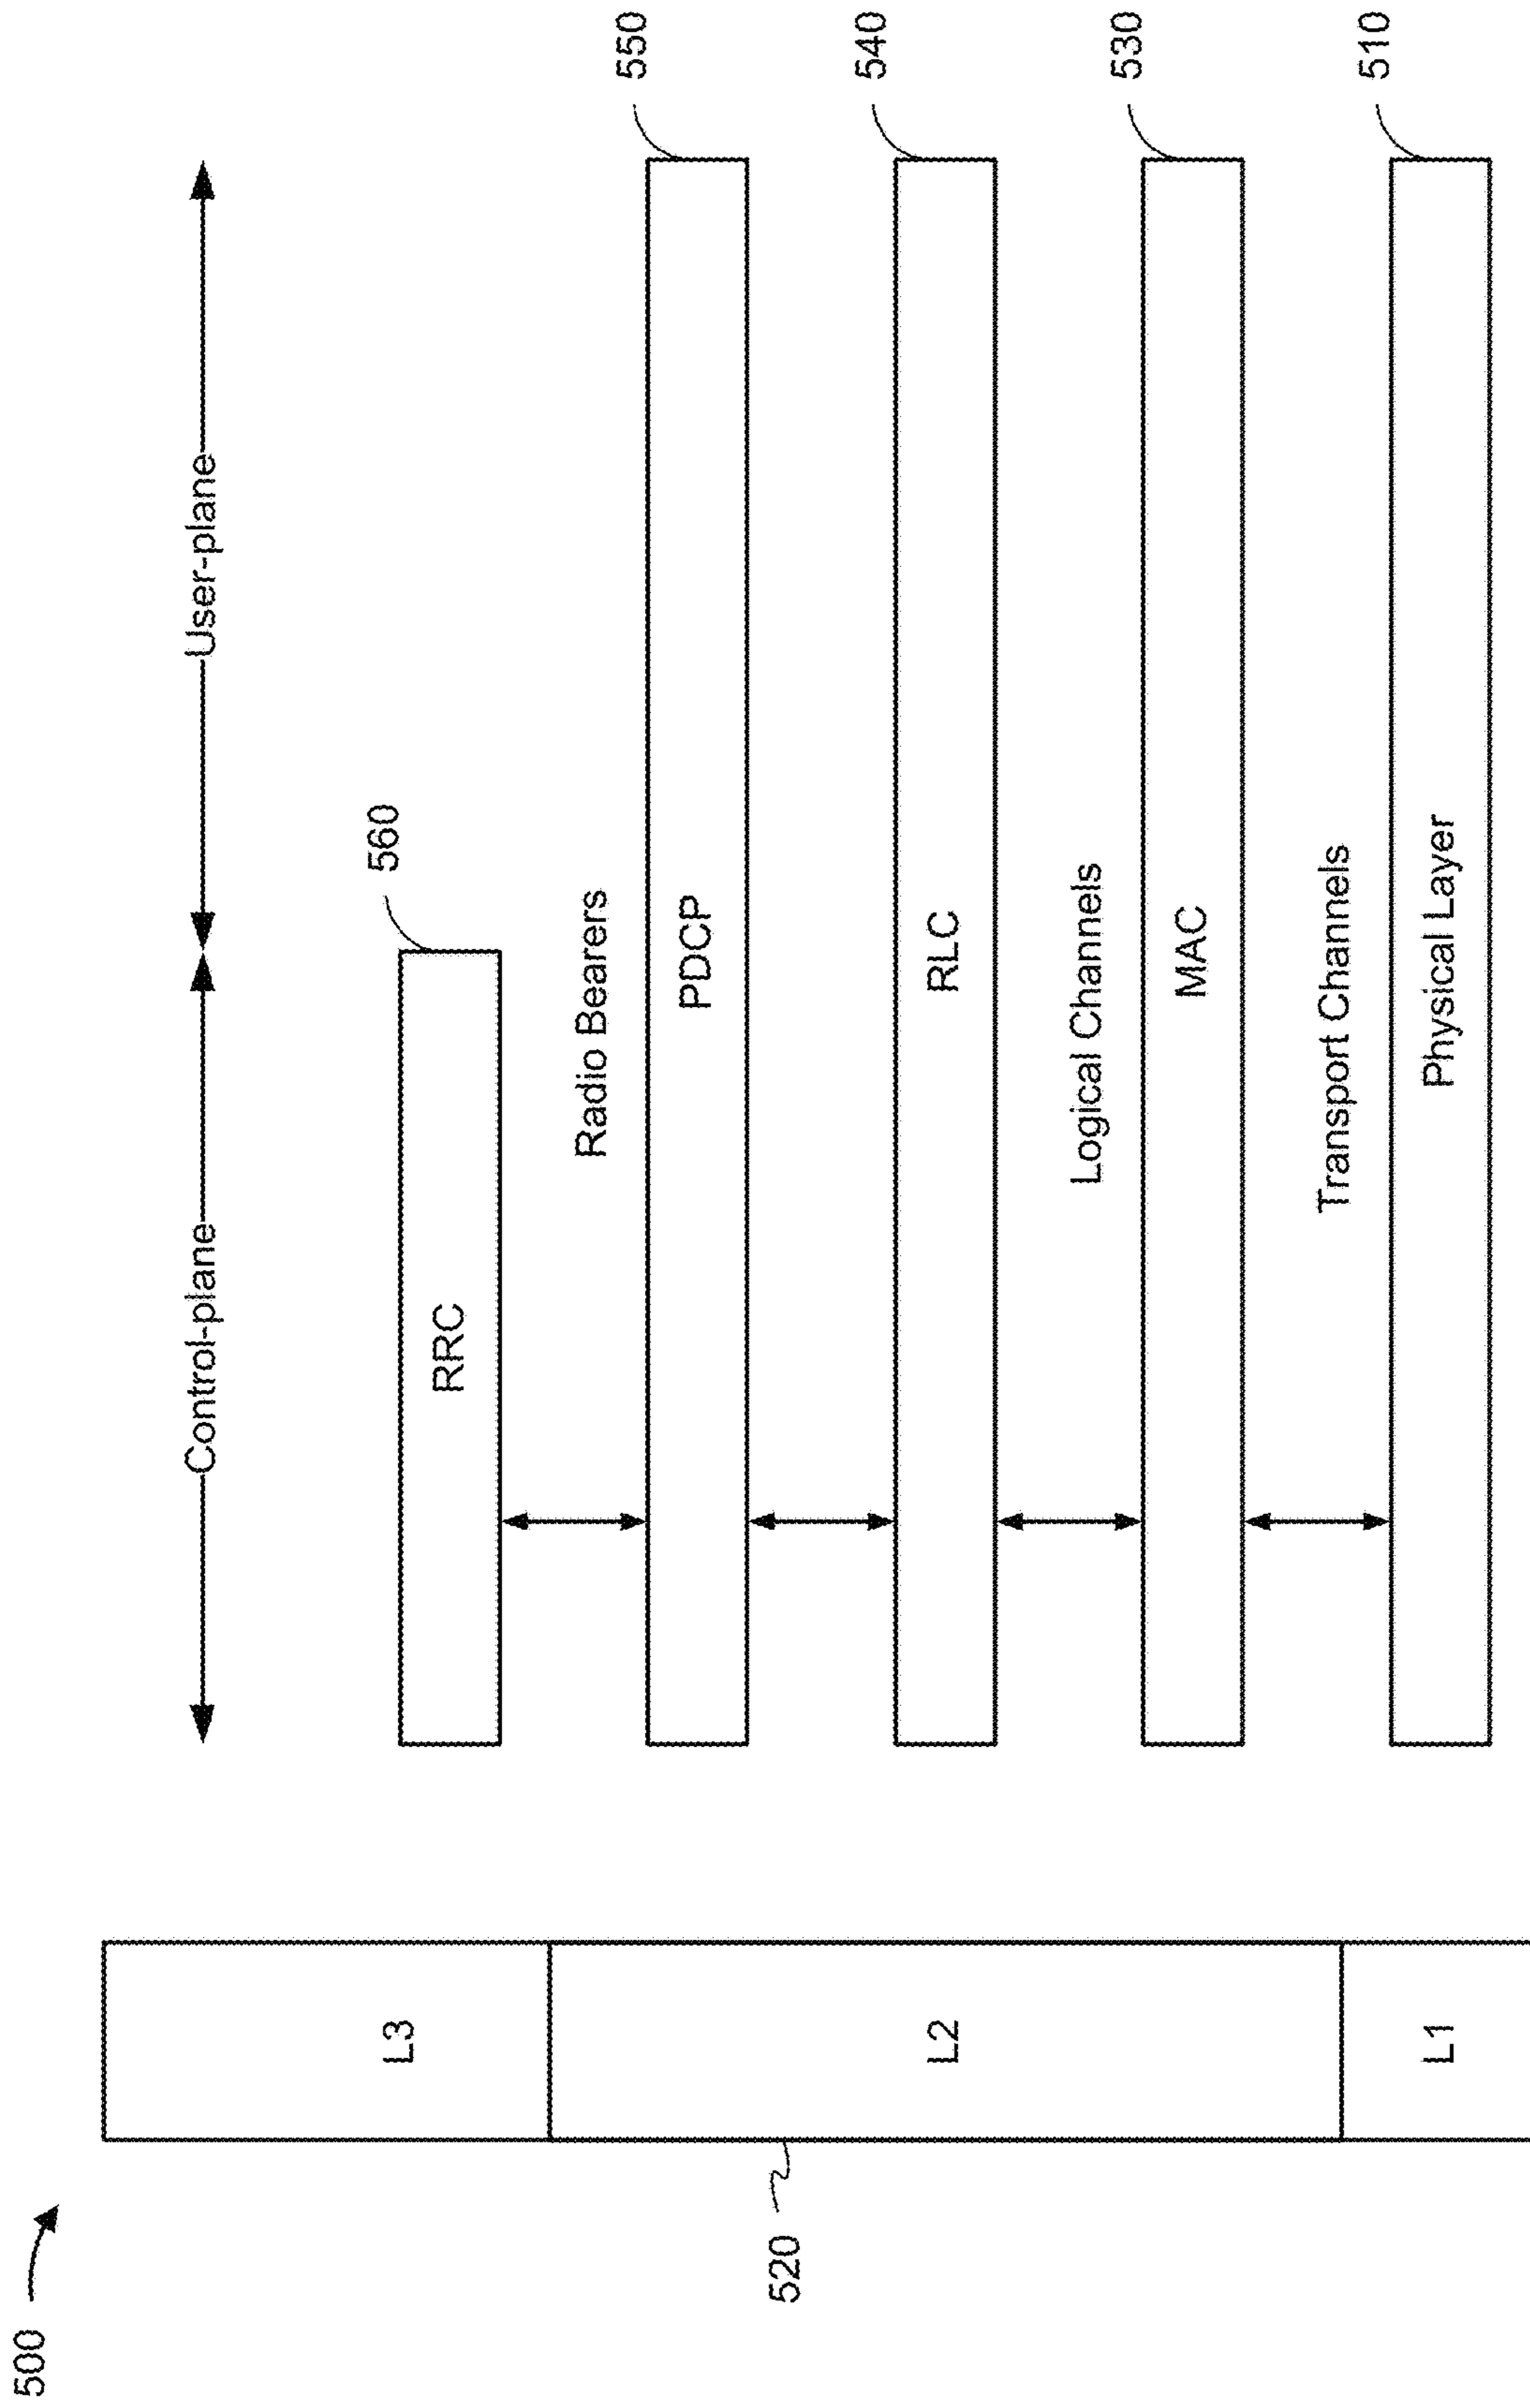 500
Control-plane
User-plane
L3
RRC
560
Radio Bearers
PDCP
550
520
L2
RLC
540
Logical Channels
MAC
530
Transport Channels
L1
Physical Layer
510